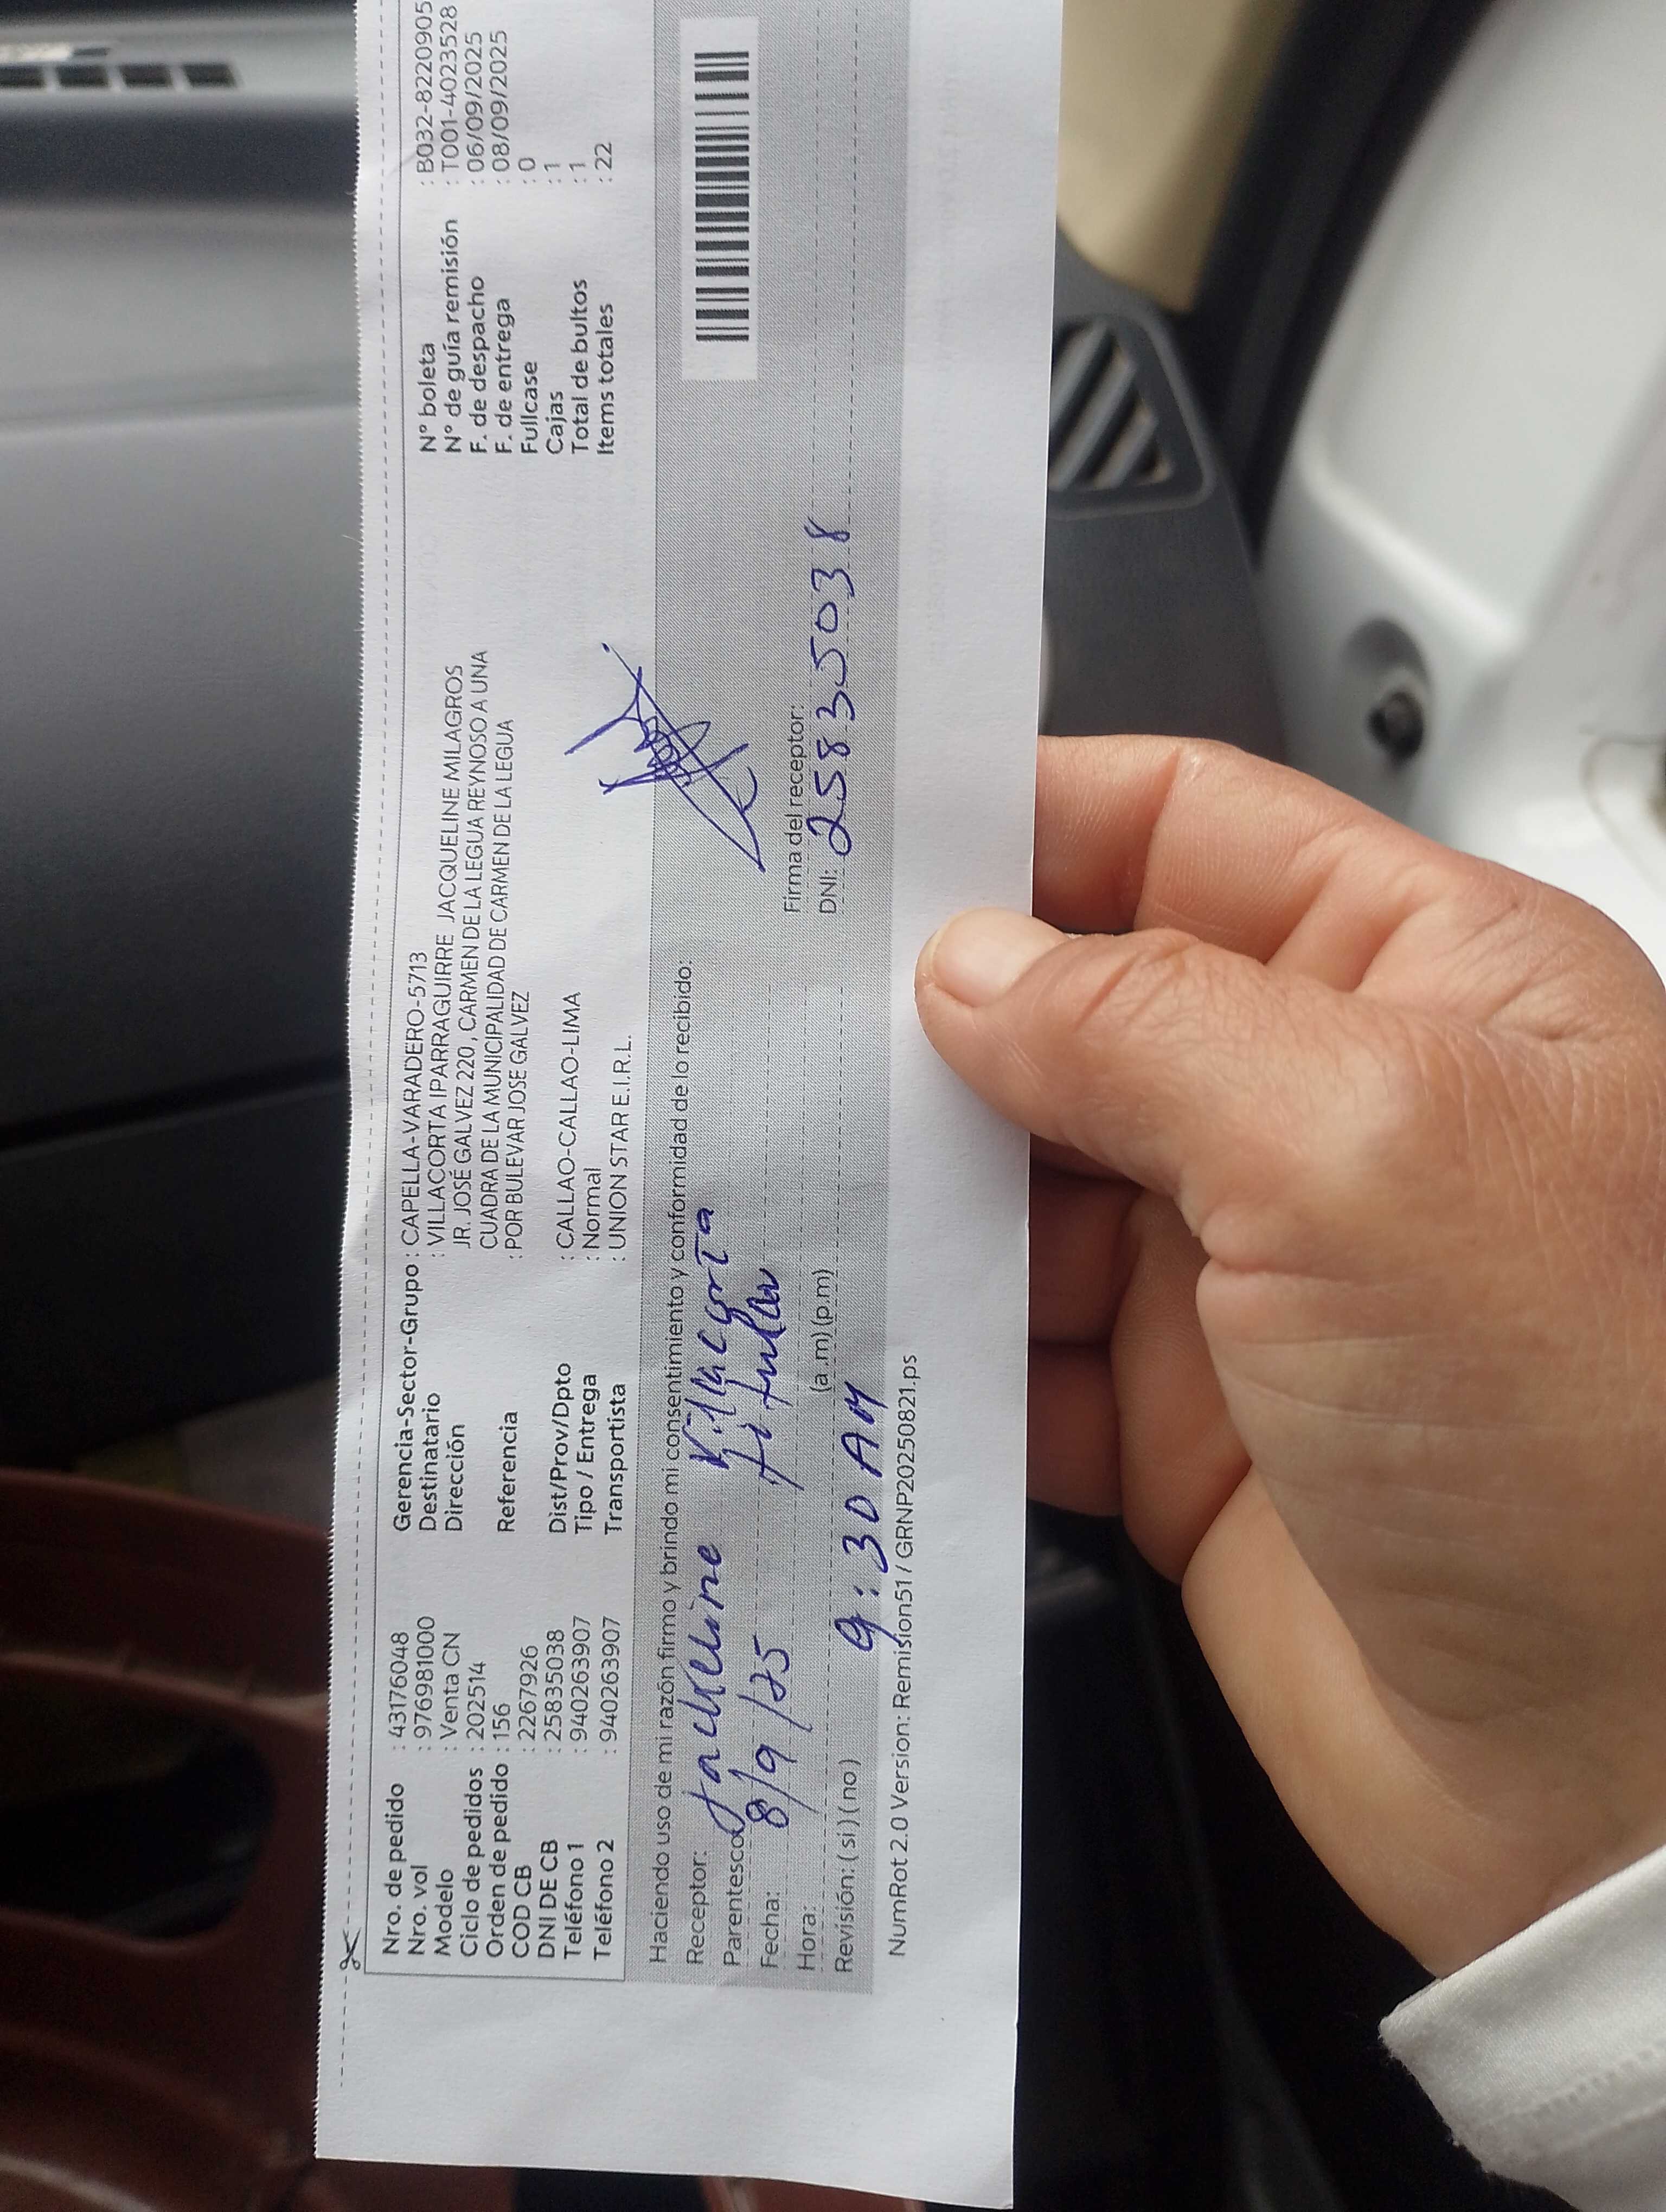 Nro. de pedido : 43176048
Nro. vol : 97698 1000
Modelo : Venta CN
Ciclo de pedidos : 202514
Orden de pedido : 156
COD CB : 2267926
DNI DE CB : 25835038
Teléfono 1 : 940263907
Teléfono 2 : 940263907
Gerencia-Sector-Grupo : CAPELLA-VARADERO-5713
Destinatario : VILLACORTA IPARRAGUIRRE JACQUELINE MILAGROS
Dirección JR. JOSÉ GALVEZ 220, CARMEN DE LA LEGUA REYNOSO A UNA
CUADRA DE LA MUNICIPALIDAD DE CARMEN DE LA LEGUA
Referencia : POR BULEVAR JOSE GALVEZ
Dist/Prov/Dpto : CALLAO-CALLAO-LIMA
Tipo / Entrega : Normal
Transportista : UNION STAR E.I.R.L.
N° boleta : B032-8220905
N° de guía remisión : T001-40233528
F. de despacho : 06/09/2025
F. de entrega : 08/09/2025
Fullcase : 0
Cajas : 1
Total de bultos : 1
Items totales : 22
Haciendo uso de mi razón firmo y brindo mi consentimiento y conformidad de lo recibido:
Receptor: Jackeline Villacorta
Parentesco: titular
Fecha: 8/9/25
Hora: 9:30 AM (a.m) (p.m)
Revisión: ( si ) ( no )
Firma del receptor:
DNI: 25835038
NumRot 2.0 Version: Remision51 / GRNP20250821.ps